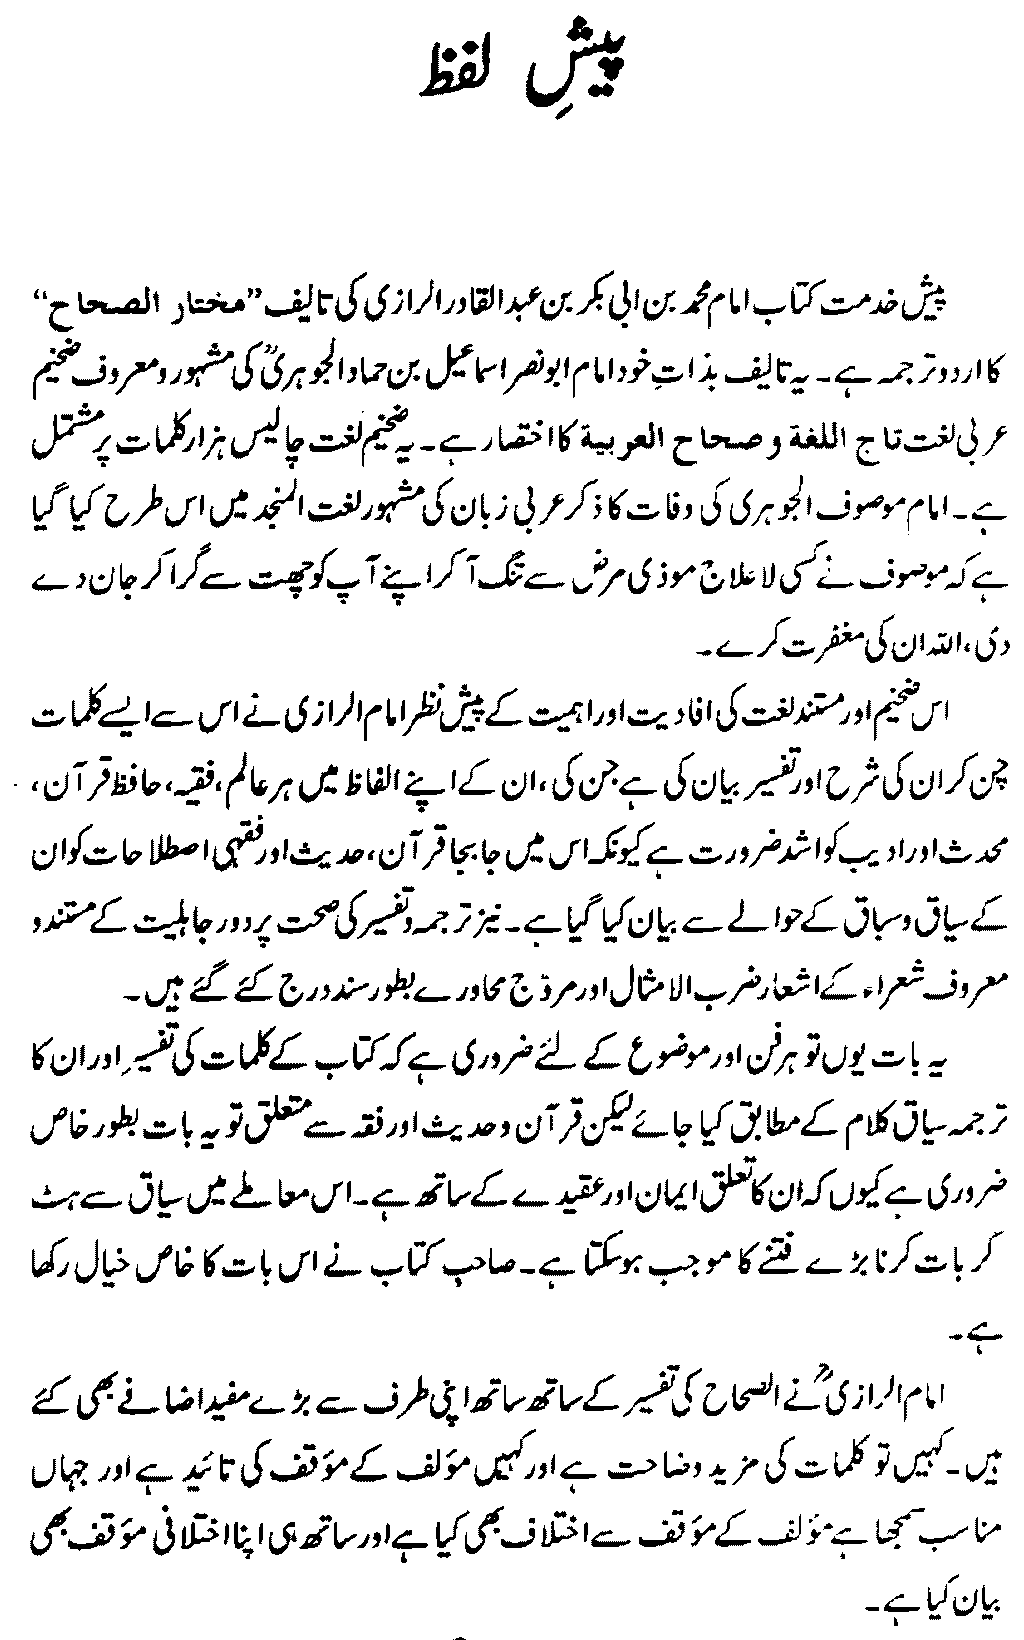 پیشِ لفظ
پیش خدمت کتاب امام محمد بن ابی بکر بن عبدالقادر الرازی کی تالیف ”مختار الصحاح“
کا اردو ترجمہ ہے۔ یہ تالیف بذاتِ خود امام ابو نصر اسماعیل بن حماد الجوہریؒ کی مشہور و معروف ضخیم
عربی لغت تاج اللغة و صحاح العربیة کا اختصار ہے۔ یہ ضخیم لغت چالیس ہزار کلمات پر مشتمل
ہے۔ امام موصوف الجوہری کی وفات کا ذکر عربی زبان کی مشہور لغت المنجد میں اس طرح کیا گیا
ہے کہ موصوف نے کسی لاعلاج موذی مرض سے تنگ آ کر اپنے آپ کو چھت سے گرا کر جان دے
دی، اللہ ان کی مغفرت کرے۔
اس ضخیم اور مستند لغت کی افادیت اور اہمیت کے پیش نظر امام الرازی نے اس سے ایسے کلمات
چن کر ان کی شرح اور تفسیر بیان کی ہے جن کی، ان کے اپنے الفاظ میں ہر عالم، فقیہ، حافظ قرآن،
محدث اور ادیب کو اشد ضرورت ہے کیونکہ اس میں جا بجا قرآن، حدیث اور فقہی اصطلاحات کو ان
کے سیاق و سباق کے حوالے سے بیان کیا گیا ہے۔ نیز ترجمہ و تفسیر کی صحت پر دور جاہلیت کے مستند و
معروف شعراء کے اشعار ضرب الامثال اور مروّج محاورے بطور سند درج کئے گئے ہیں۔
یہ بات یوں تو ہر فن اور موضوع کے لئے ضروری ہے کہ کتاب کے کلمات کی تفسیر اور ان کا
ترجمہ سیاق کلام کے مطابق کیا جائے لیکن قرآن و حدیث اور فقہ سے متعلق تو یہ بات بطور خاص
ضروری ہے کیوں کہ ان کا تعلق ایمان اور عقیدے کے ساتھ ہے۔ اس معاملے میں سیاق سے ہٹ
کر بات کرنا بڑے فتنے کا موجب ہو سکتا ہے۔ صاحبِ کتاب نے اس بات کا خاص خیال رکھا
ہے۔
امام الرازیؒ نے الصحاح کی تفسیر کے ساتھ ساتھ اپنی طرف سے بڑے مفید اضافے بھی کئے
ہیں۔ کہیں تو کلمات کی مزید وضاحت ہے اور کہیں مؤلف کے مؤقف کی تائید ہے اور جہاں
مناسب سمجھا ہے مؤلف کے مؤقف سے اختلاف بھی کیا ہے اور ساتھ ہی اپنا اختلافی مؤقف بھی
بیان کیا ہے۔